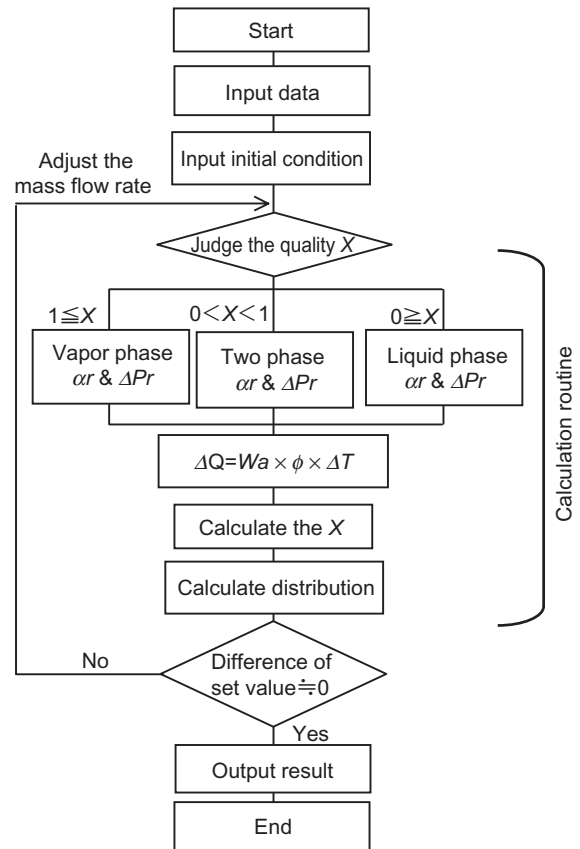 Start
Input data
Input initial condition
Adjust the
mass flow rate
Judge the quality X
1≦X
0<X<1
0≧X
Vapor phase
αr & ΔPr
Two phase
αr & ΔPr
Liquid phase
αr & ΔPr
ΔQ=Wa × ϕ × ΔT
Calculate the X
Calculate distribution
Calculation routine
Difference of
set value≒0
No
Yes
Output result
End